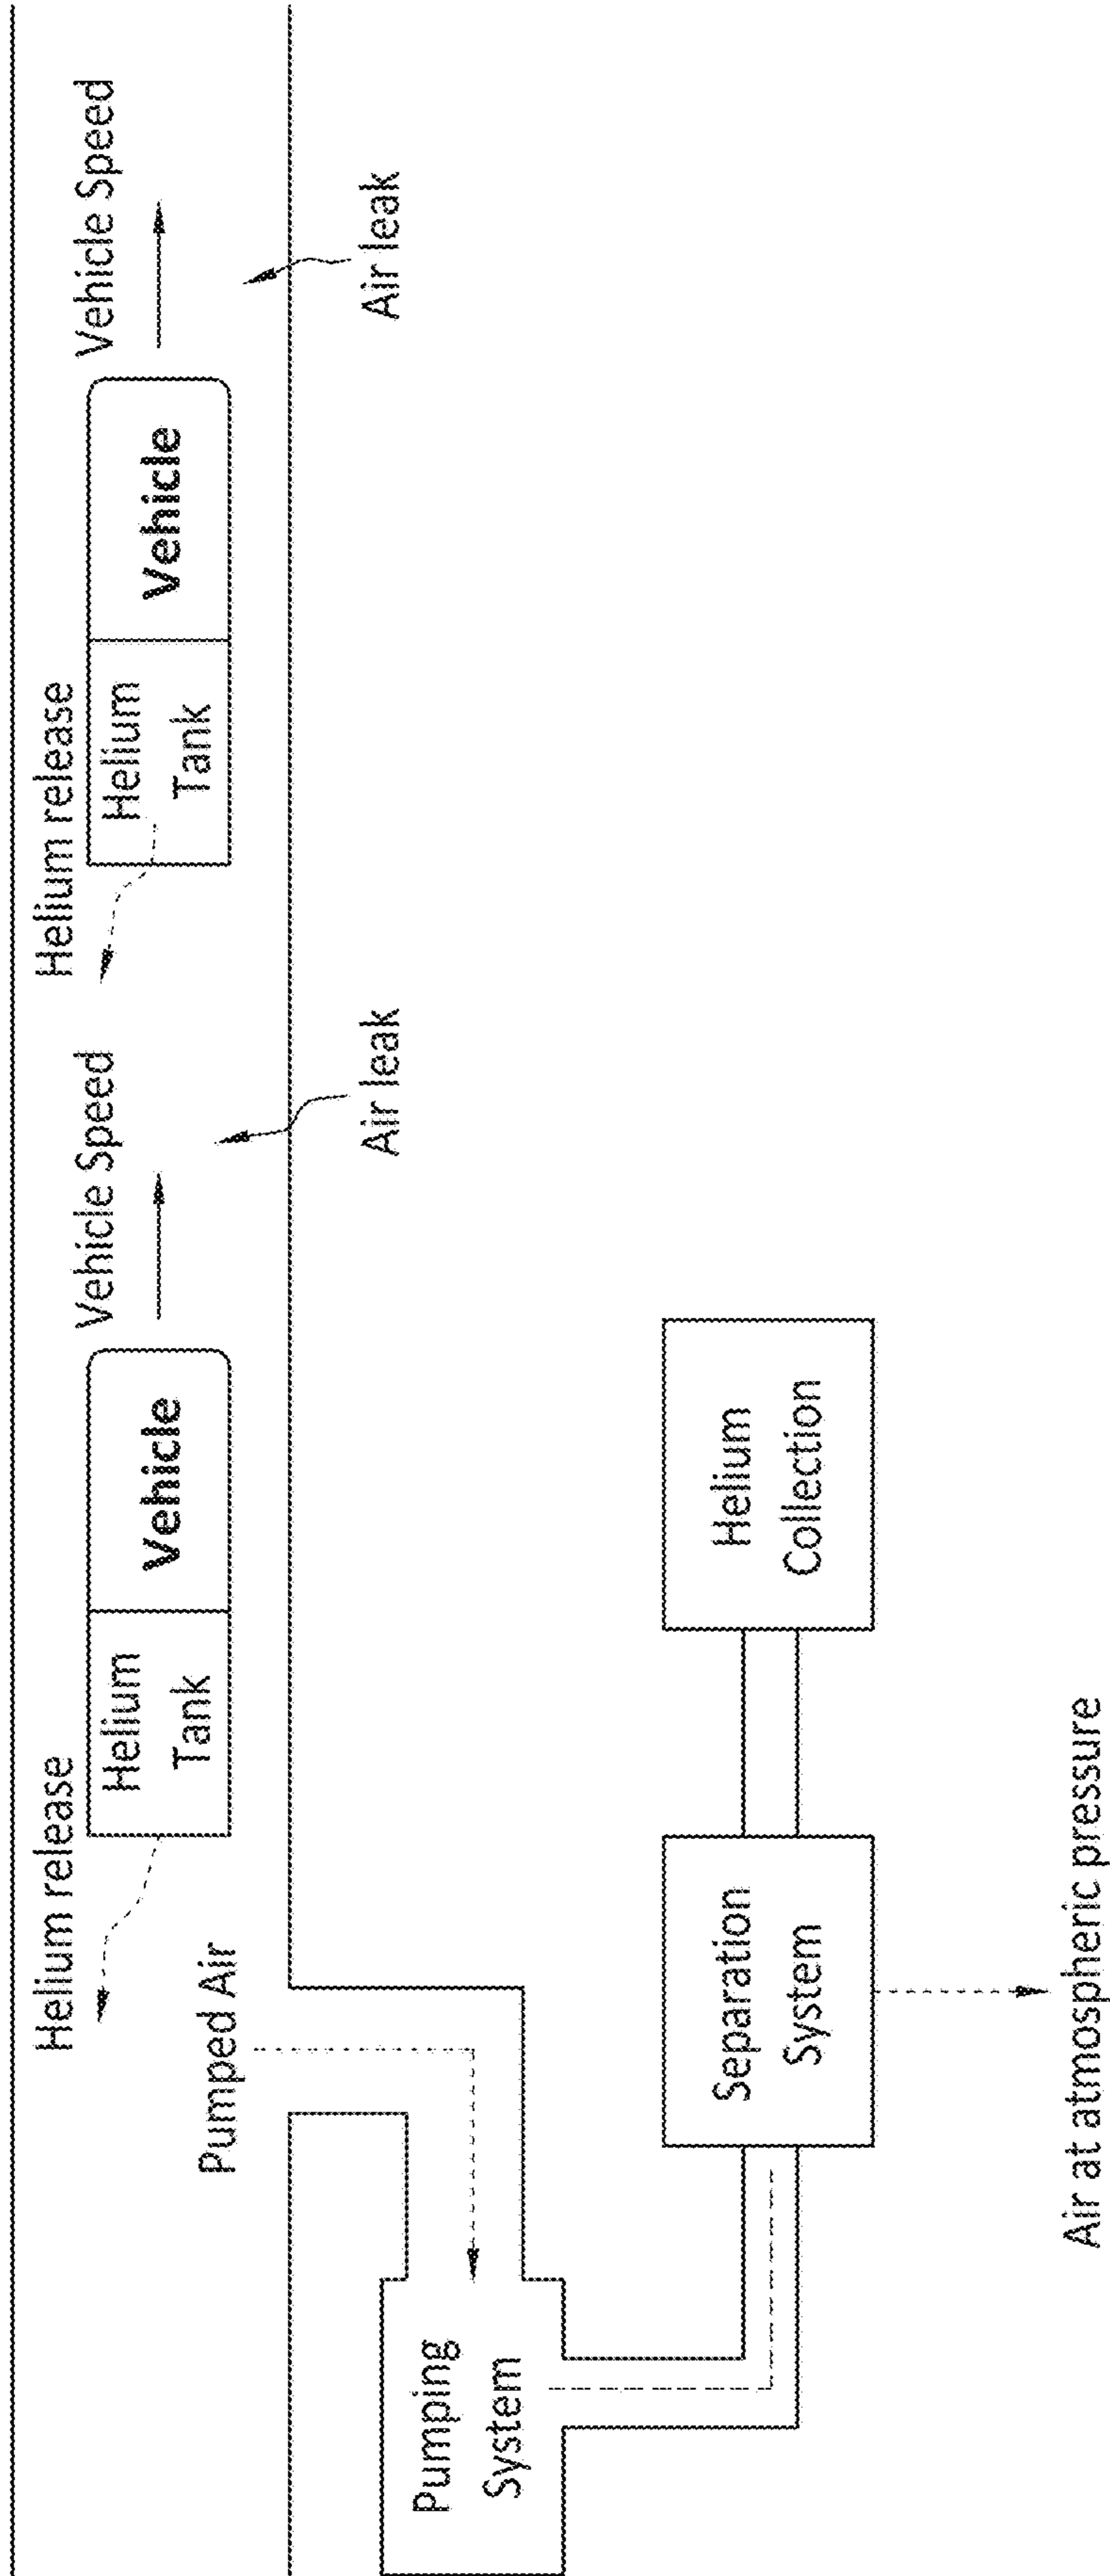 Helium release
Vehicle Speed
Helium release
Vehicle Speed
Helium
Tank
Vehicle
Helium
Tank
Vehicle
Pumped Air
Air leak
Air leak
Pumping
System
Separation
System
Helium
Collection
Air at atmospheric pressure